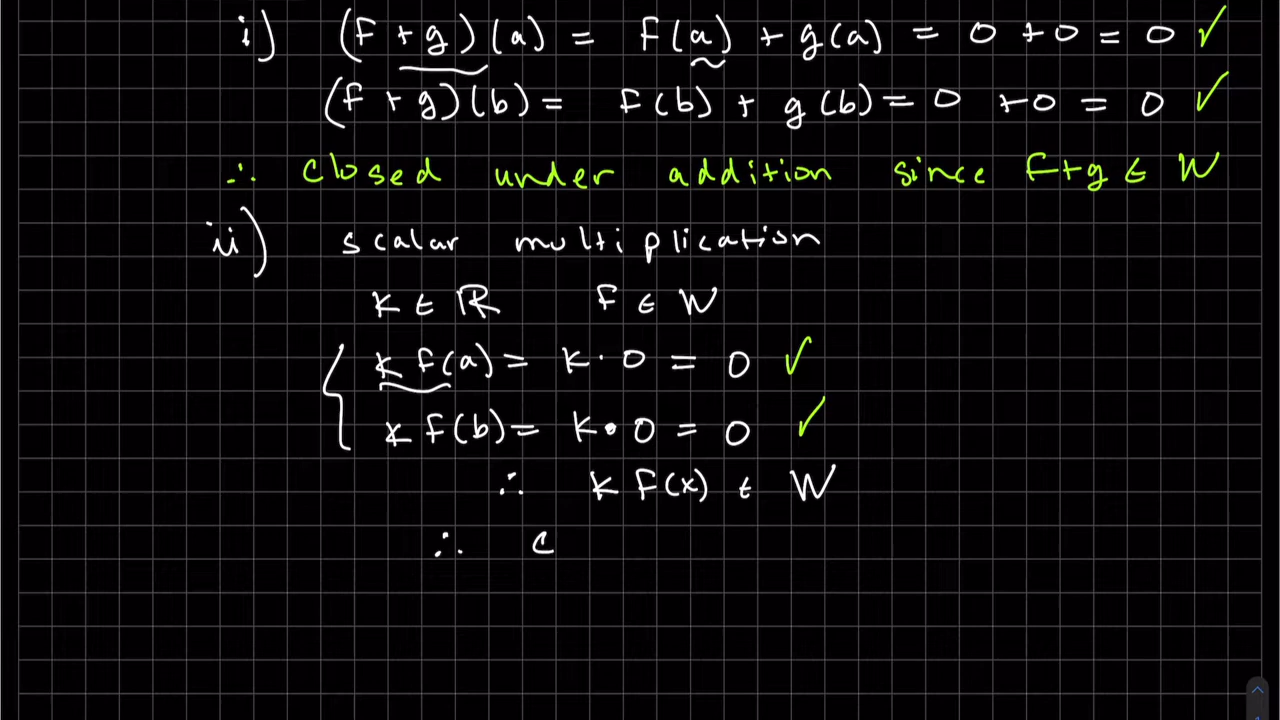 i) (f+g)(a) = f(a) + g(a) = 0 + 0 = 0 ✓
(f+g)(b) = f(b) + g(b) = 0 + 0 = 0 ✓
∴ closed under addition since f+g ∈ W
ii) scalar multiplication
k ∈ ℝ f ∈ W
k f(a) = k · 0 = 0 ✓
k f(b) = k · 0 = 0 ✓
∴ k f(x) ∈ W
∴ c